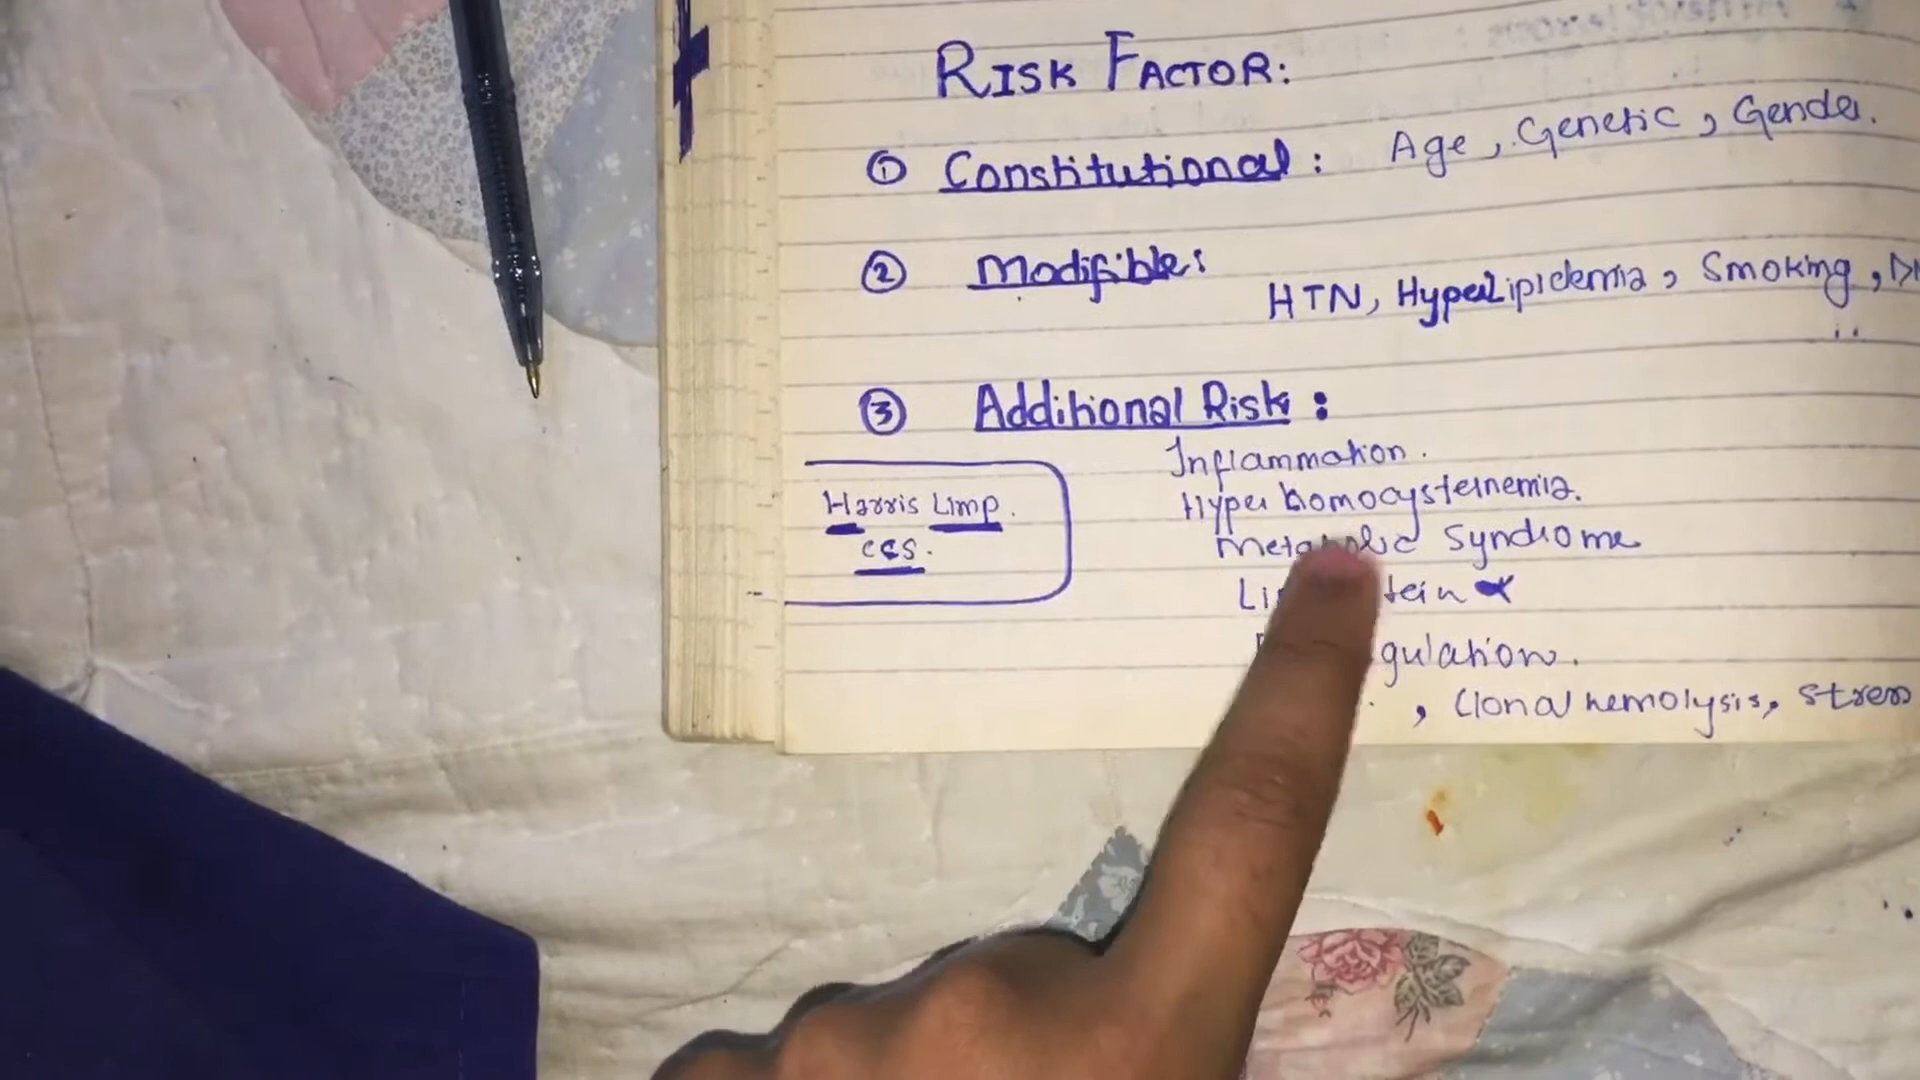 RISK FACTOR:
① Constitutional : Age, Genetic, Gender.
② Modifible: HTN, HyperLipidemia, Smoking,
③ Additional Risk :
Inflammation.
Hyper homocysteinemia.
Metabolic Syndrome
Harris Limp.
CCS.
, Clonal hemolysis, Stress